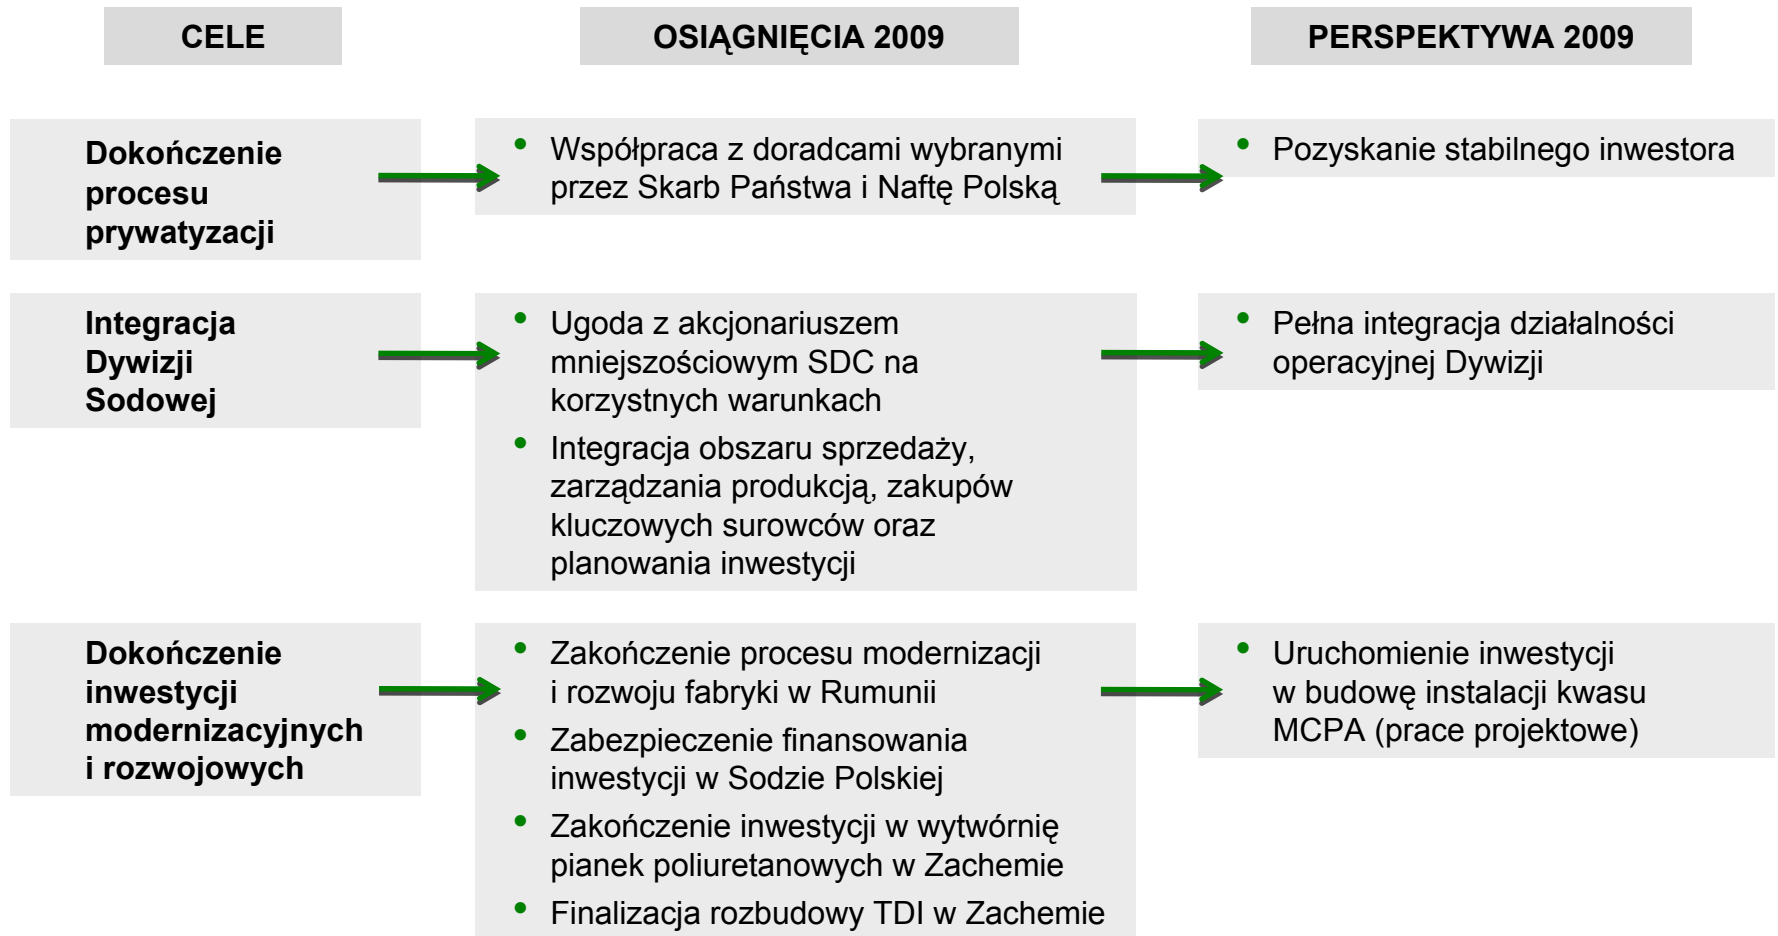 CELE
OSIĄGNIĘCIA 2009
PERSPEKTYWA 2009
Dokończenie
procesu
prywatyzacji
• Współpraca z doradcami wybranymi
przez Skarb Państwa i Naftę Polską
• Pozyskanie stabilnego inwestora
Integracja
Dywizji
Sodowej
• Ugoda z akcjonariuszem
mniejszościowym SDC na
korzystnych warunkach
• Integracja obszaru sprzedaży,
zarządzania produkcją, zakupów
kluczowych surowców oraz
planowania inwestycji
• Pełna integracja działalności
operacyjnej Dywizji
Dokończenie
inwestycji
modernizacyjnych
i rozwojowych
• Zakończenie procesu modernizacji
i rozwoju fabryki w Rumunii
• Zabezpieczenie finansowania
inwestycji w Sodzie Polskiej
• Zakończenie inwestycji w wytwórnię
pianek poliuretanowych w Zachemie
• Finalizacja rozbudowy TDI w Zachemie
• Uruchomienie inwestycji
w budowę instalacji kwasu
MCPA (prace projektowe)